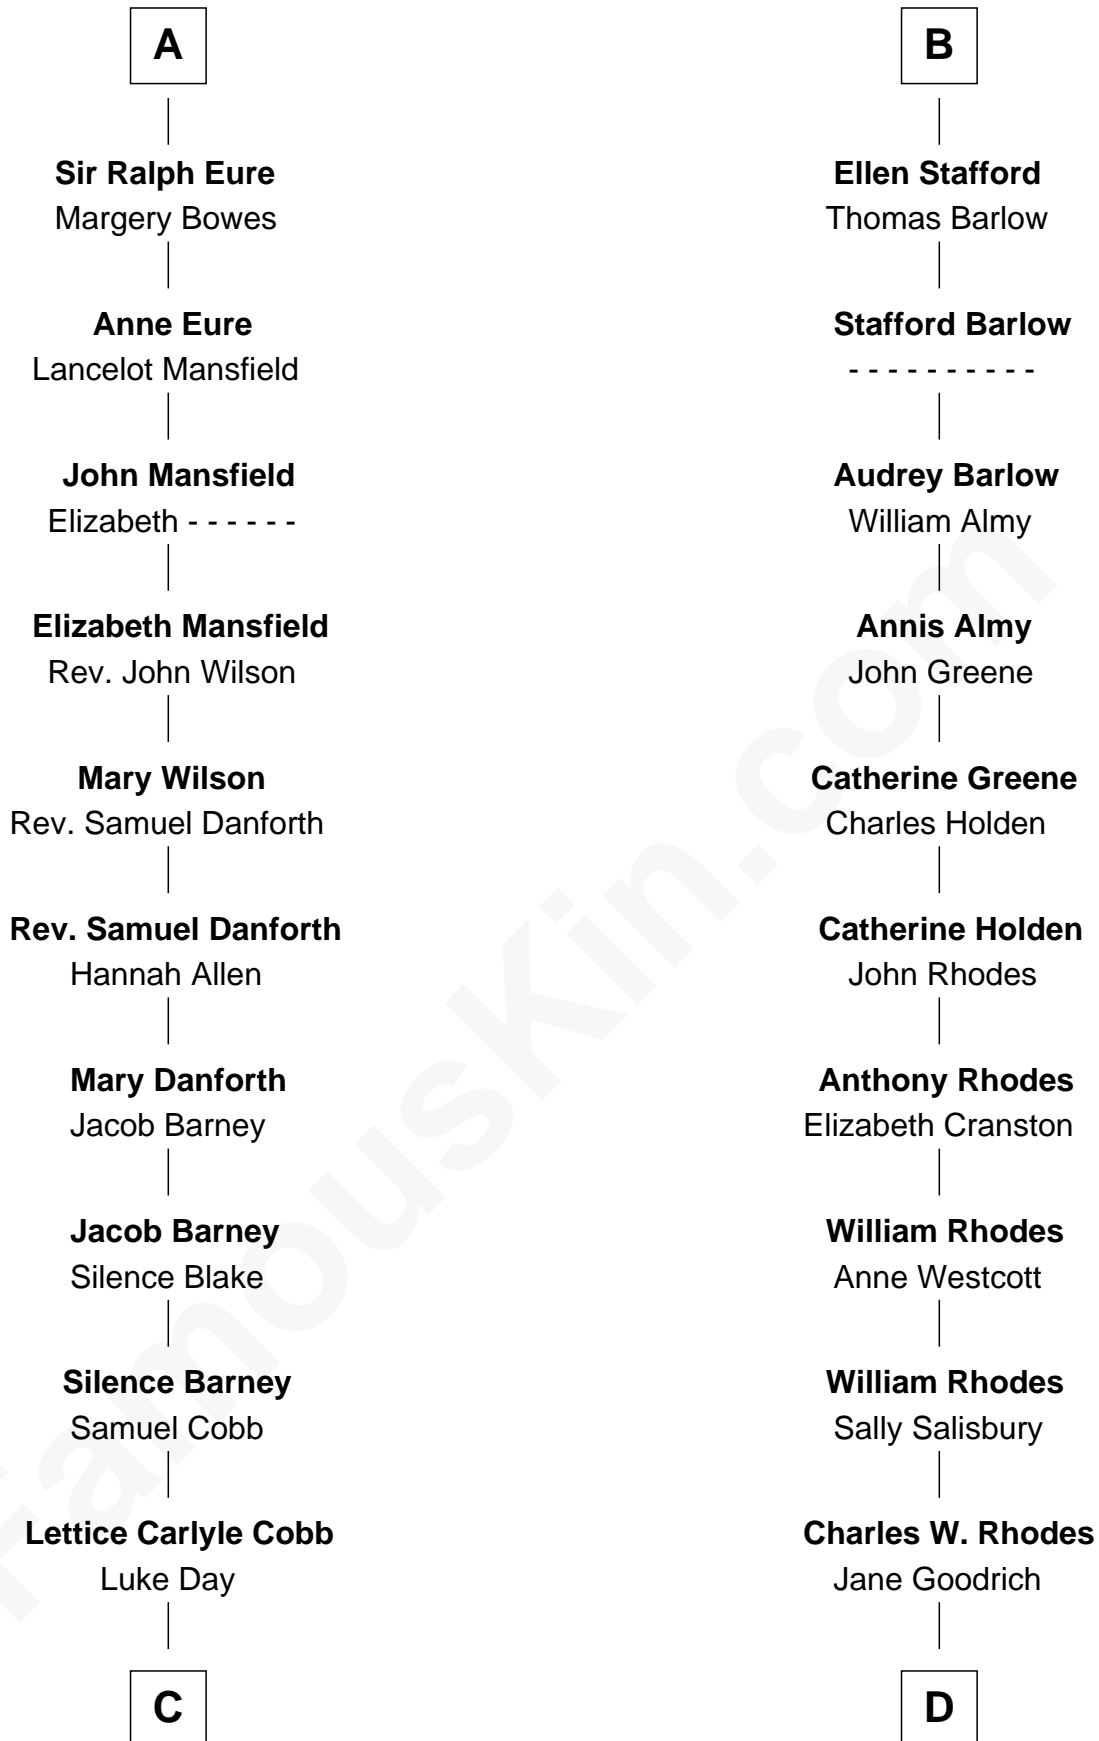 A
Sir Ralph Eure
Margery Bowes
Anne Eure
Lancelot Mansfield
John Mansfield
Elizabeth - - - - - -
Elizabeth Mansfield
Rev. John Wilson
Mary Wilson
Rev. Samuel Danforth
Rev. Samuel Danforth
Hannah Allen
Mary Danforth
Jacob Barney
Jacob Barney
Silence Blake
Silence Barney
Samuel Cobb
Lettice Carlyle Cobb
Luke Day
C
B
Ellen Stafford
Thomas Barlow
Stafford Barlow
- - - - - - - - - -
Audrey Barlow
William Almy
Annis Almy
John Greene
Catherine Greene
Charles Holden
Catherine Holden
John Rhodes
Anthony Rhodes
Elizabeth Cranston
William Rhodes
Anne Westcott
William Rhodes
Sally Salisbury
Charles W. Rhodes
Jane Goodrich
D
FamousKin.com